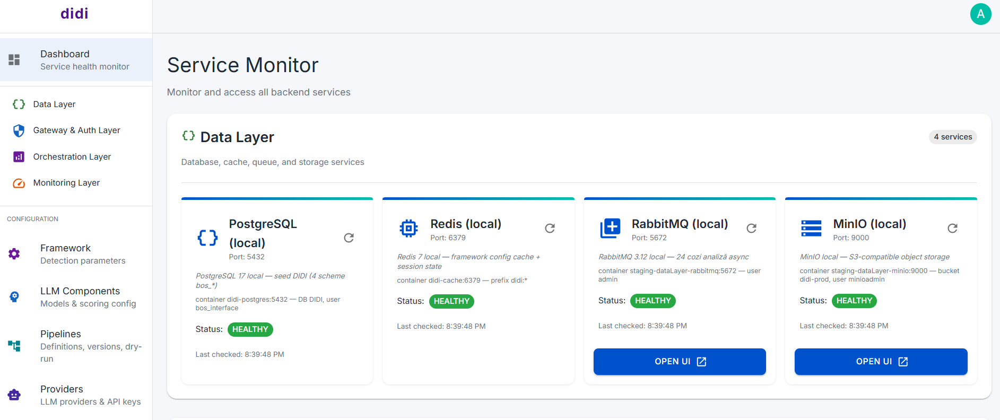 didi
A
Dashboard
Service health monitor
Data Layer
Gateway & Auth Layer
Orchestration Layer
Monitoring Layer
CONFIGURATION
Framework
Detection parameters
LLM Components
Models & scoring config
Pipelines
Definitions, versions, dry-
run
Providers
LLM providers & API keys
Service Monitor
Monitor and access all backend services
Data Layer
4 services
Database, cache, queue, and storage services
PostgreSQL
(local)
Port: 5432
PostgreSQL 17 local — seed DIDI (4 scheme
bos_*)
container didi-postgres:5432 — DB DIDI, user
bos_interface
Status: HEALTHY
Last checked: 8:39:48 PM
Redis (local)
Port: 6379
Redis 7 local — framework config cache +
session state
container didi-cache:6379 — prefix didi:*
Status: HEALTHY
Last checked: 8:39:48 PM
RabbitMQ (local)
Port: 5672
RabbitMQ 3.12 local — 24 cozi analiză async
container staging-dataLayer-rabbitmq:5672 — user
admin
Status: HEALTHY
Last checked: 8:39:48 PM
OPEN UI
MinIO (local)
Port: 9000
MinIO local — S3-compatible object storage
container staging-dataLayer-minio:9000 — bucket
didi-prod, user minioadmin
Status: HEALTHY
Last checked: 8:39:48 PM
OPEN UI